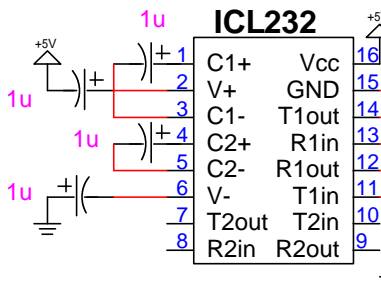 1u ICL232 +5
+5V 1 C1+ Vcc 16
1u 2 V+ GND 15
3 C1- T1out 14
1u 4 C2+ R1in 13
5 C2- R1out 12
1u 6 V- T1in 11
7 T2out T2in 10
8 R2in R2out 9
+ + + +